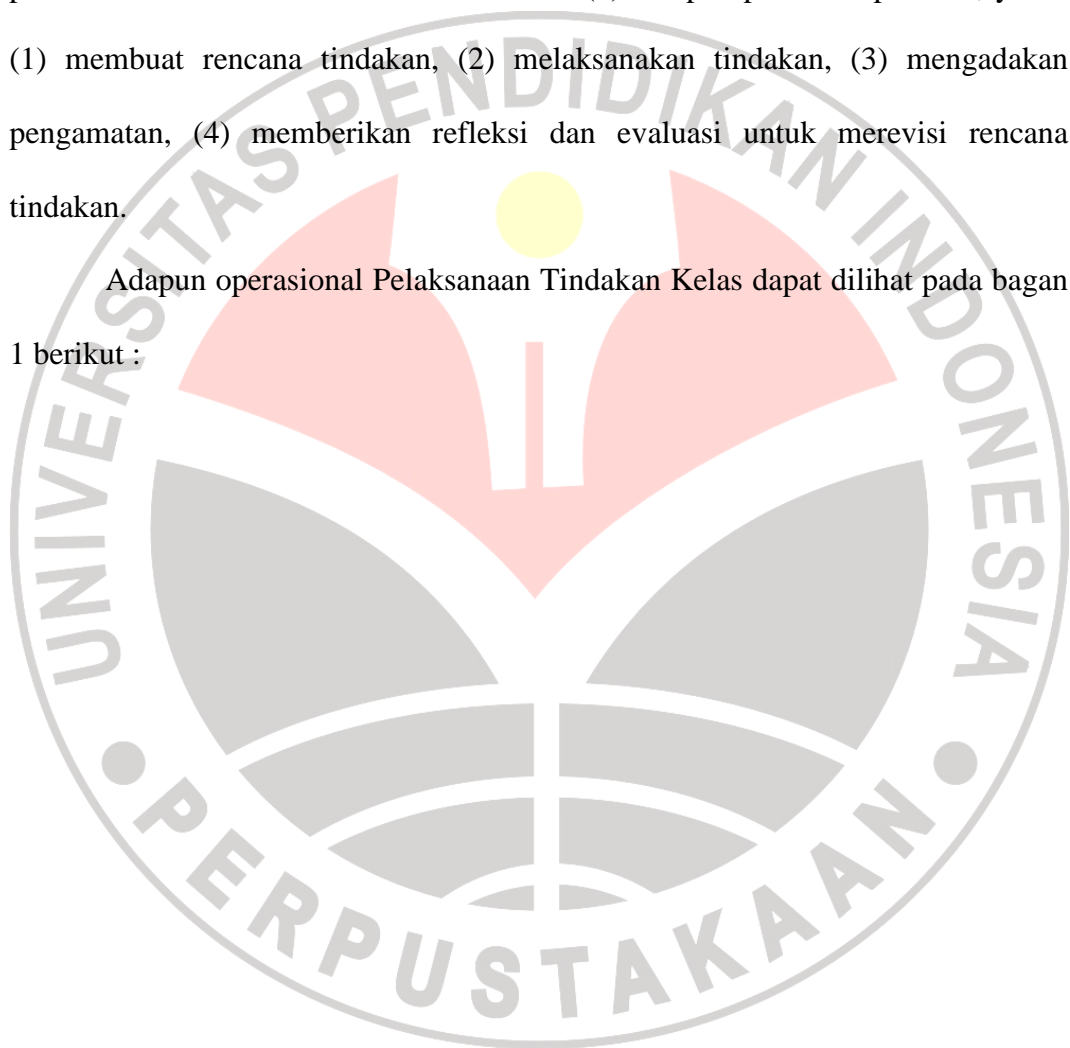 (1) membuat rencana tindakan, (2) melaksanakan tindakan, (3) mengadakan
pengamatan, (4) memberikan refleksi dan evaluasi untuk merevisi rencana
tindakan.
Adapun operasional Pelaksanaan Tindakan Kelas dapat dilihat pada bagan
1 berikut :
UNIVERSITAS PENDIDIKAN INDONESIA
PERPUSTAKAAN